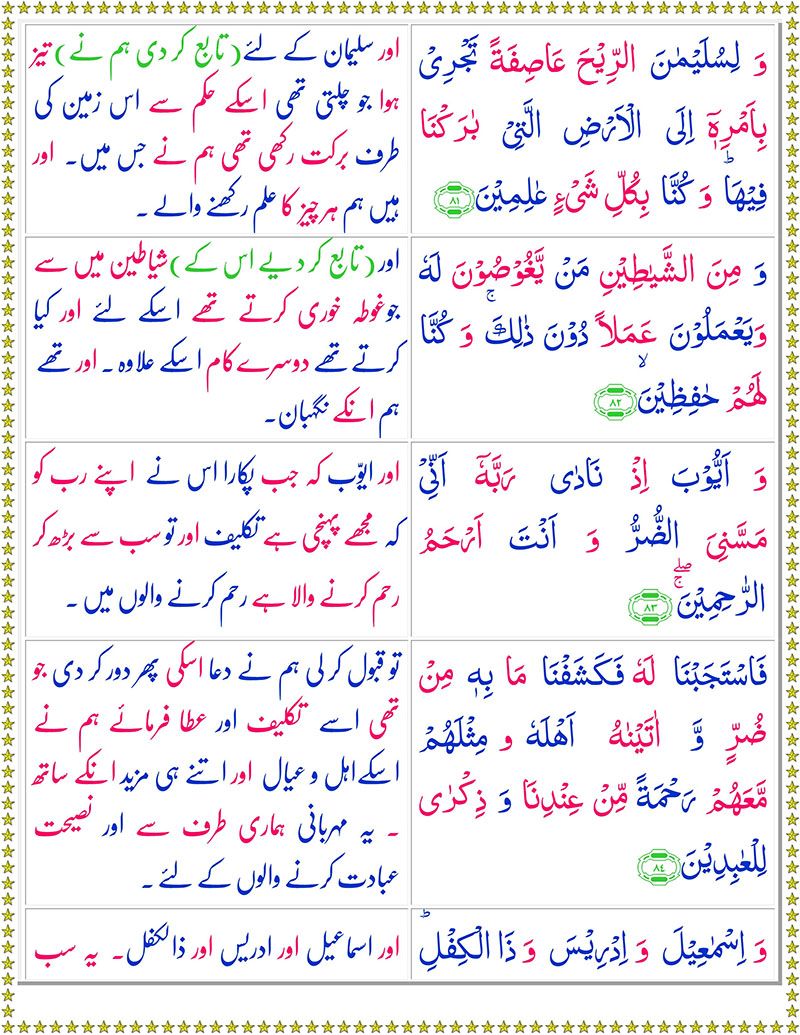 وَ لِسُلَيْمٰنَ الرِّيْحَ عَاصِفَةً تَجْرِىْ
بِاَمْرِهٖۤ اِلَى الْاَرْضِ الَّتِىْ بٰرَكْنَا
فِيْهَا ؕ وَ كُنَّا بِكُلِّ شَىْءٍ عٰلِمِيْنَ ۸۱
اور سلیمان کے لئے (تابع کر دی ہم نے) تیز
ہوا جو چلتی تھی اسکے حکم سے اس زمین کی
طرف برکت رکھی تھی ہم نے جس میں۔ اور
ہیں ہم ہر چیز کا علم رکھنے والے ۔
وَ مِنَ الشَّيٰطِيْنِ مَنْ يَّغُوْصُوْنَ لَهٗ
وَيَعْمَلُوْنَ عَمَلاً دُوْنَ ذٰلِكَ ۚ وَ كُنَّا
لَهُمْ حٰفِظِيْنَ ۙ ۸۲
اور (تابع کر دیے اس کے) شیاطین میں سے
جو غوطہ خوری کرتے تھے اسکے لئے اور کیا
کرتے تھے دوسرے کام اسکے علاوہ ۔ اور تھے
ہم انکے نگہبان۔
وَ اَيُّوْبَ اِذْ نَادٰى رَبَّهٗۤ اَنِّىْ
مَسَّنِىَ الضُّرُّ وَ اَنْتَ اَرْحَمُ
الرّٰحِمِيْنَ ۖۚ ۸۳
اور ایوّب کہ جب پکارا اس نے اپنے رب کو
کہ مجھے پہنچی ہے تکلیف اور تو سب سے بڑھ کر
رحم کرنے والا ہے رحم کرنے والوں میں ۔
فَاسْتَجَبْنَا لَهٗ فَكَشَفْنَا مَا بِهٖ مِنْ
ضُرٍّ وَّ اٰتَيْنٰهُ اَهْلَهٗ و مِثْلَهُمْ
مَّعَهُمْ رَحْمَةً مِّنْ عِنْدِنَا وَ ذِكْرٰى
لِلْعٰبِدِيْنَ ۸۴
تو قبول کر لی ہم نے دعا اسکی پھر دور کر دی جو
تھی اسے تکلیف اور عطا فرمائے ہم نے
اسکے اہل و عیال اور اتنے ہی مزید انکے ساتھ
۔ یہ مہربانی ہماری طرف سے اور نصیحت
عبادت کرنے والوں کے لئے ۔
وَ اِسْمٰعِيْلَ وَ اِدْرِيْسَ وَ ذَا الْكِفْلِ ؕ
اور اسماعیل اور ادریس اور ذالکفل۔ یہ سب